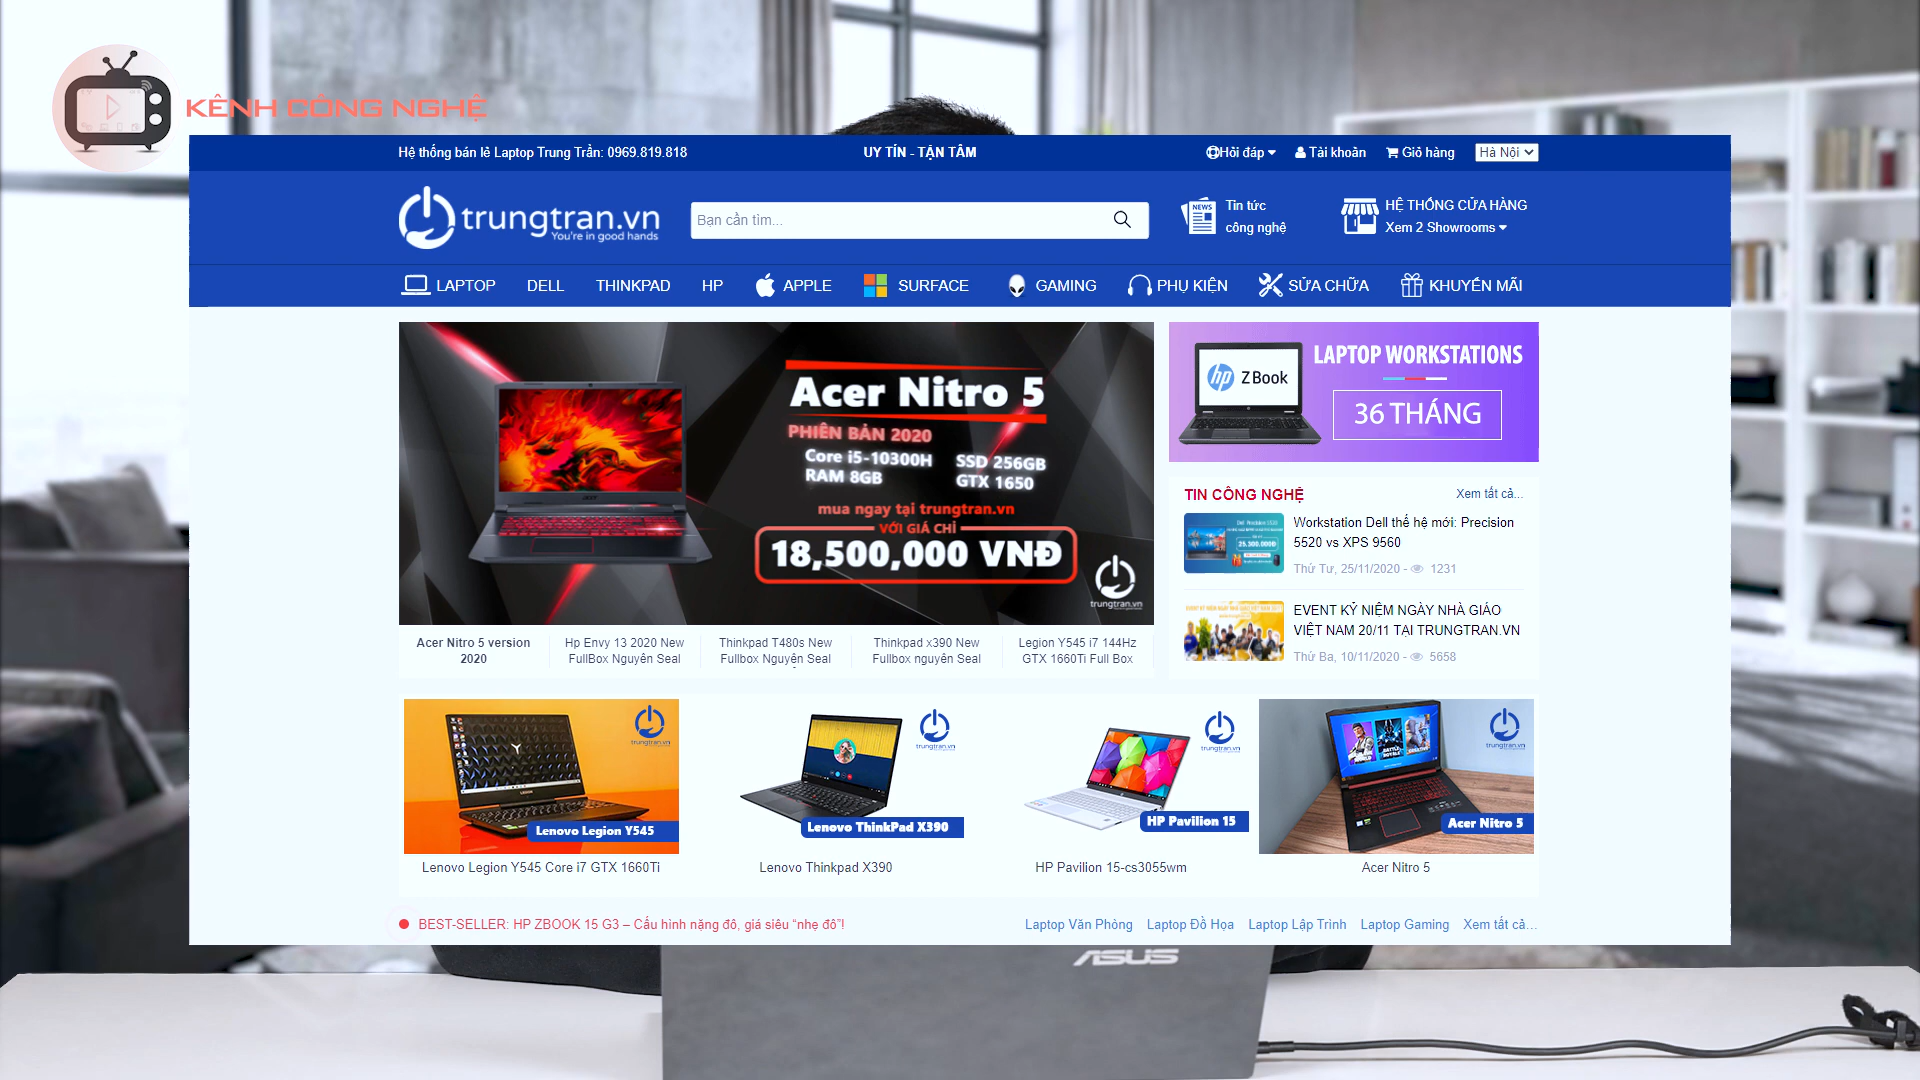 KÊNH CÔNG NGHỆ
Hệ thống bán lẻ Laptop Trung Trần: 0969.819.818
UY TÍN - TẬN TÂM
Hỏi đáp
Tài khoản
Giỏ hàng
Hà Nội
trungtran.vn
You're in good hands
Bạn cần tìm...
NEWS
Tin tức
công nghệ
HỆ THỐNG CỬA HÀNG
Xem 2 Showrooms
LAPTOP
DELL
THINKPAD
HP
APPLE
SURFACE
GAMING
PHỤ KIỆN
SỬA CHỮA
KHUYẾN MÃI
Acer Nitro 5
PHIÊN BẢN 2020
Core i5-10300H SSD 256GB
RAM 8GB GTX 1650
mua ngay tại trungtran.vn
VỚI GIÁ CHỈ
18,500,000 VNĐ
trungtran.vn
LAPTOP WORKSTATIONS
hp ZBook
36 THÁNG
TIN CÔNG NGHỆ
Xem tất cả...
Workstation Dell thế hệ mới: Precision
5520 vs XPS 9560
Thứ Tư, 25/11/2020 - 1231
EVENT KỶ NIỆM NGÀY NHÀ GIÁO
VIỆT NAM 20/11 TẠI TRUNGTRAN.VN
Thứ Ba, 10/11/2020 - 5658
Acer Nitro 5 version
2020
Hp Envy 13 2020 New
FullBox Nguyên Seal
Thinkpad T480s New
Fullbox Nguyên Seal
Thinkpad x390 New
Fullbox nguyên Seal
Legion Y545 i7 144Hz
GTX 1660Ti Full Box
trungtran.vn
Lenovo Legion Y545
trungtran.vn
Lenovo ThinkPad X390
trungtran.vn
HP Pavilion 15
trungtran.vn
Acer Nitro 5
Lenovo Legion Y545 Core i7 GTX 1660Ti
Lenovo Thinkpad X390
HP Pavilion 15-cs3055wm
Acer Nitro 5
BEST-SELLER: HP ZBOOK 15 G3 – Cấu hình nặng đô, giá siêu “nhẹ đô”!
Laptop Văn Phòng
Laptop Đồ Họa
Laptop Lập Trình
Laptop Gaming
Xem tất cả...
ASUS